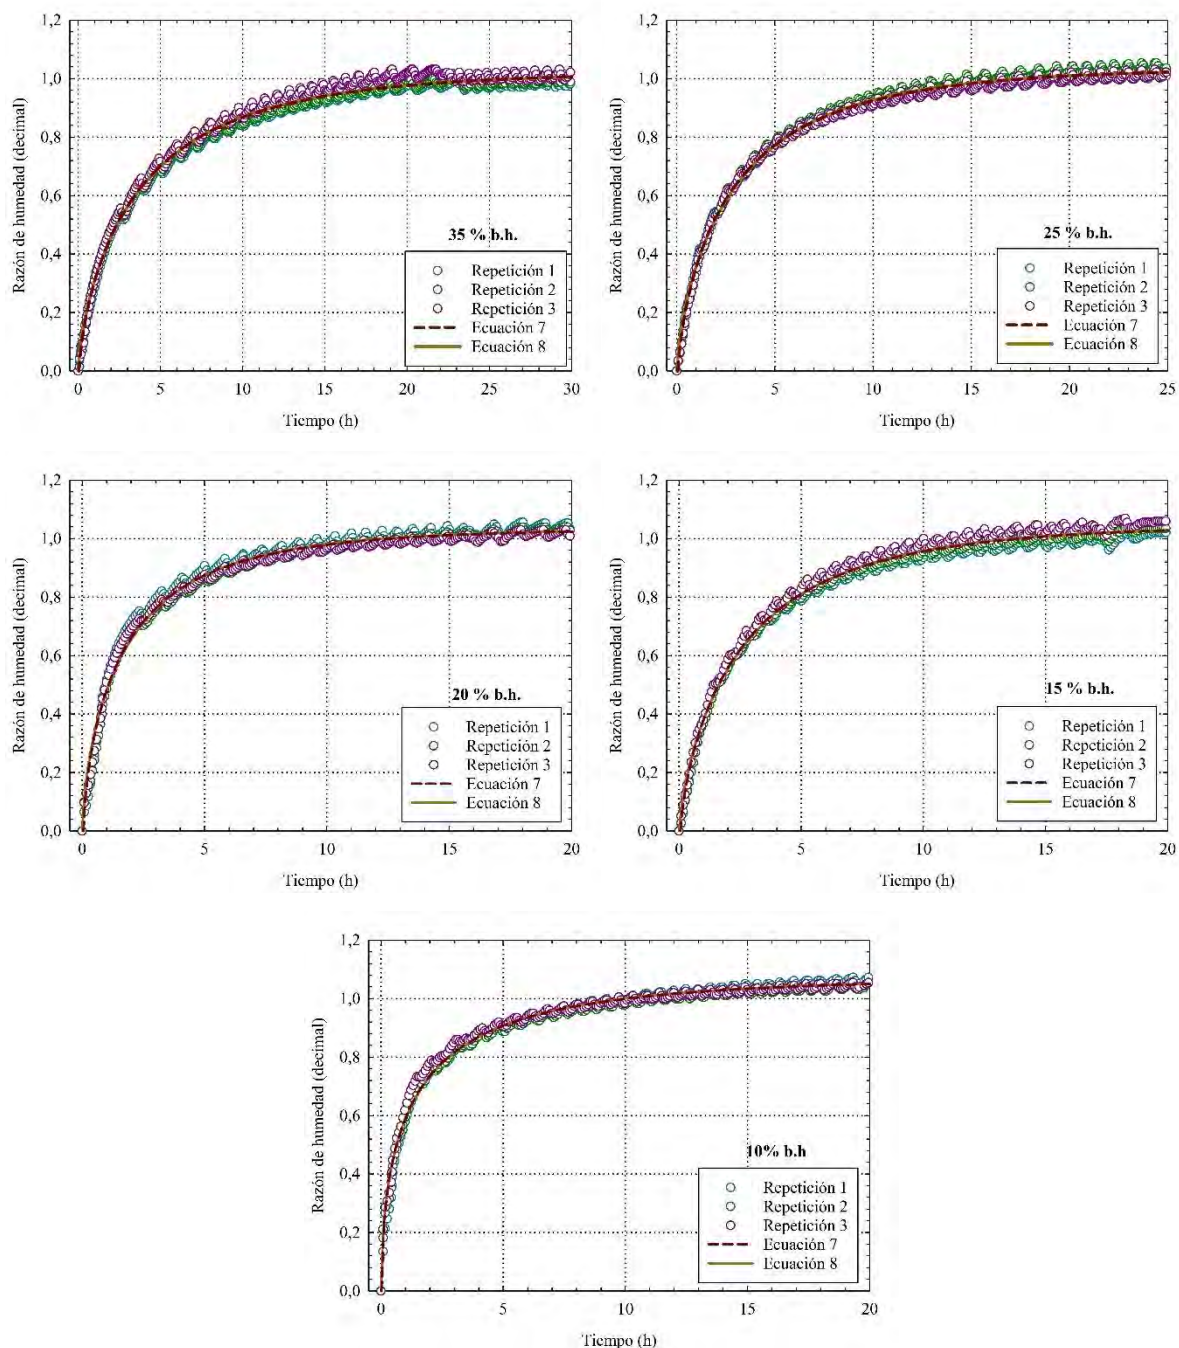 1,2
1,0
0,8
0,6
0,4
0,2
0,0
Razón de humedad (decimal)
35 % b.h.
Repetición 1
Repetición 2
Repetición 3
Ecuación 7
Ecuación 8
0 5 10 15 20 25 30
Tiempo (h)
1,2
1,0
0,8
0,6
0,4
0,2
0,0
Razón de humedad (decimal)
25 % b.h.
Repetición 1
Repetición 2
Repetición 3
Ecuación 7
Ecuación 8
0 5 10 15 20 25
Tiempo (h)
1,2
1,0
0,8
0,6
0,4
0,2
0,0
Razón de humedad (decimal)
20 % b.h.
Repetición 1
Repetición 2
Repetición 3
Ecuación 7
Ecuación 8
0 5 10 15 20
Tiempo (h)
1,2
1,0
0,8
0,6
0,4
0,2
0,0
Razón de humedad (decimal)
15 % b.h.
Repetición 1
Repetición 2
Repetición 3
Ecuación 7
Ecuación 8
0 5 10 15 20
Tiempo (h)
1,2
1,0
0,8
0,6
0,4
0,2
0,0
Razón de humedad (decimal)
10% b.h
Repetición 1
Repetición 2
Repetición 3
Ecuación 7
Ecuación 8
0 5 10 15 20
Tiempo (h)